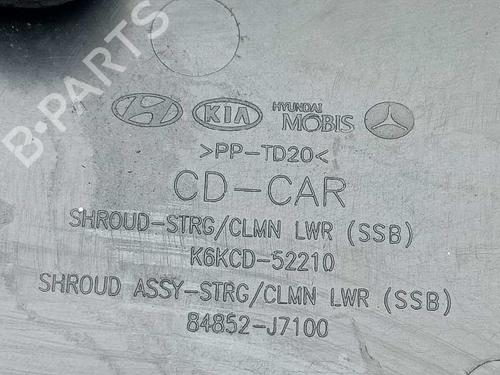 B-PARTS
KIA
HYUNDAI
MOBIS
>PP-TD20<
CD-CAR
SHROUD-STRG/CLMN LWR (SSB)
K6KCD-52210
SHROUD ASSY-STRG/CLMN LWR (SSB)
84852-J7100